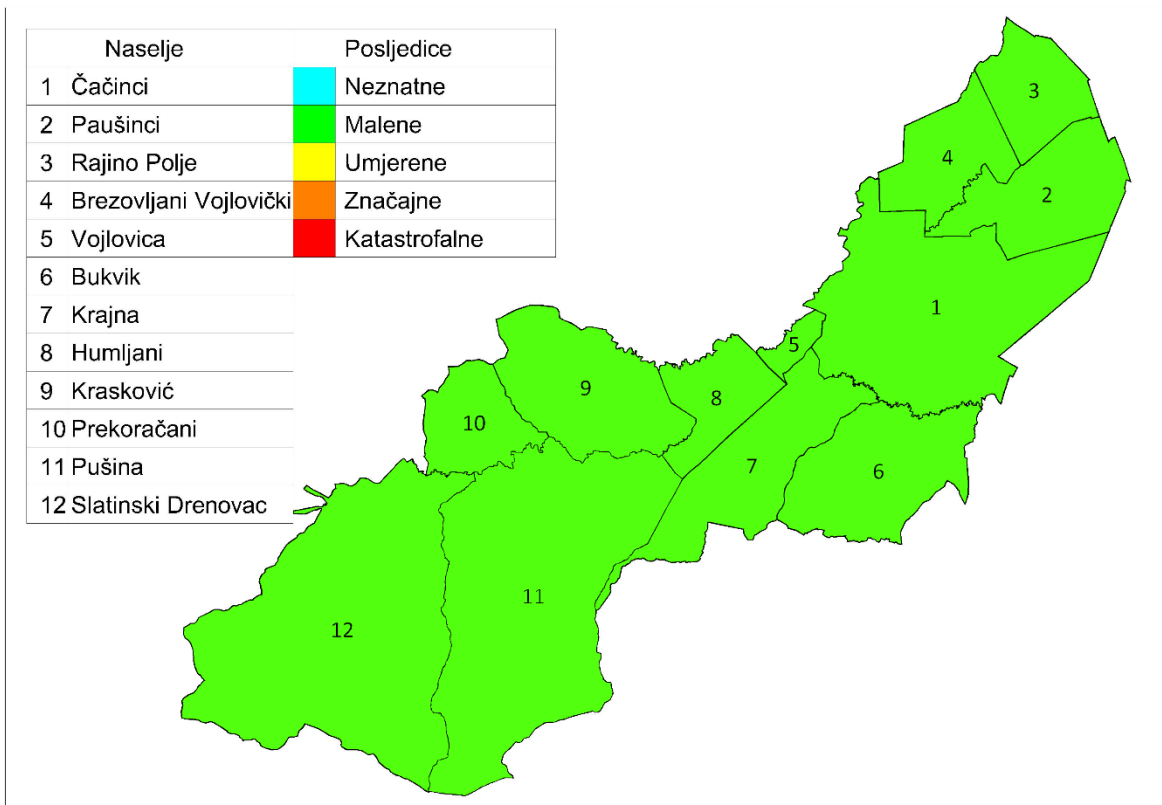 Naselje Posljedice
1 Čačinci Neznatne
2 Paušinci Malene
3 Rajino Polje Umjerene
4 Brezovljani Vojlovički Značajne
5 Vojlovica Katastrofalne
6 Bukvik
7 Krajna
8 Humljani
9 Krasković
10 Prekoračani
11 Pušina
12 Slatinski Drenovac
3
4
2
1
5
9
8
10
7
6
11
12